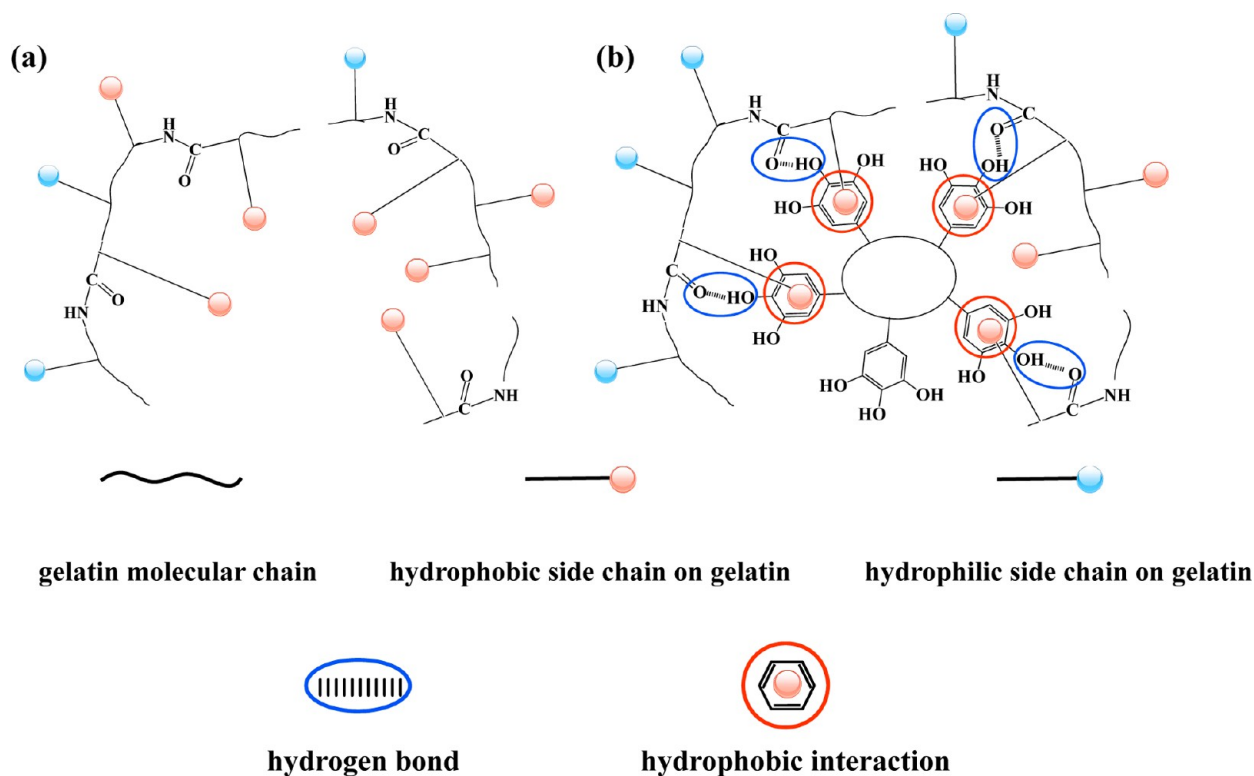 (a)
H
N
C
O
N
H
C
O
C
O
HN
O
C
NH
(b)
H
N
C
O
HO
OH
HO
N
H
C
O
HO
OH
OH
HO
C
O
HO
HO
HN
HO
HO
OH
HO
OH
OH
HO
O
C
NH
gelatin molecular chain
hydrophobic side chain on gelatin
hydrophilic side chain on gelatin
hydrogen bond
hydrophobic interaction